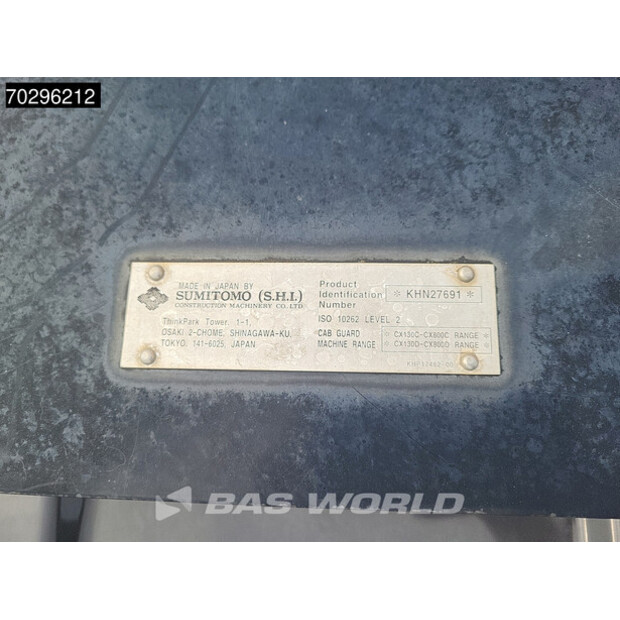 70296212
MADE IN JAPAN BY
SUMITOMO (S.H.I.)
CONSTRUCTION MACHINERY CO. LTD.
ThinkPark Tower, 1-1,
OSAKI 2-CHOME, SHINAGAWA-KU,
TOKYO, 141-6025, JAPAN
Product
Identification
Number
* KHN27691 *
ISO 10262 LEVEL 2
CAB GUARD
MACHINE RANGE
* CX130C-CX800C RANGE *
* CX130D-CX800D RANGE *
BAS WORLD